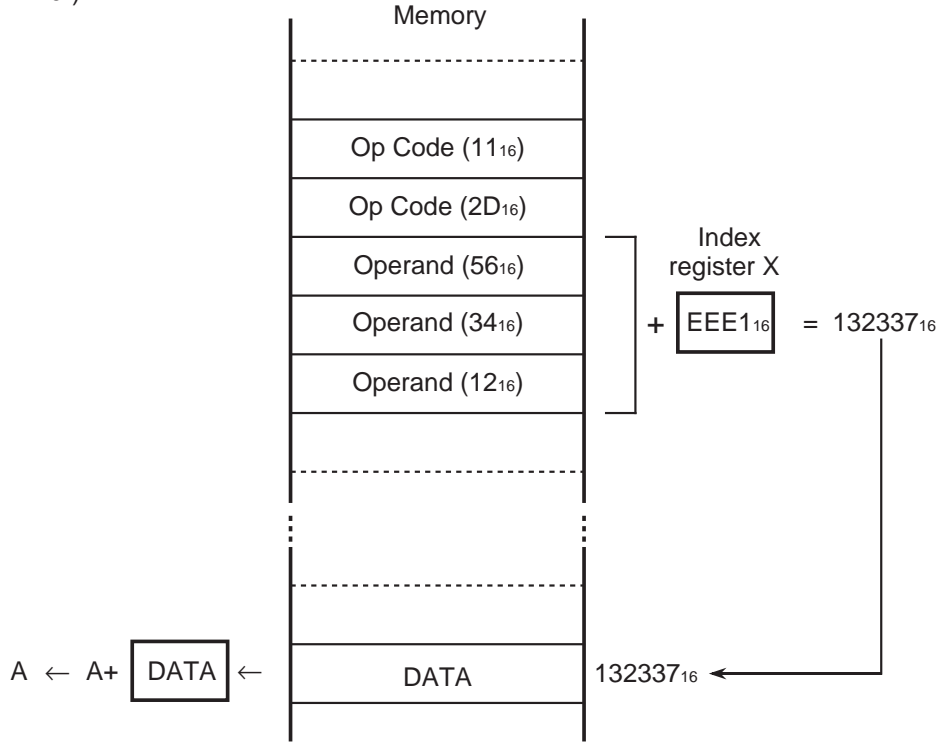 Memory
Op Code (11₁₆)
Op Code (2D₁₆)
Operand (56₁₆)
Operand (34₁₆)
Operand (12₁₆)
Index
register X
+ EEE1₁₆ = 132337₁₆
A ← A+ DATA ←
DATA
132337₁₆